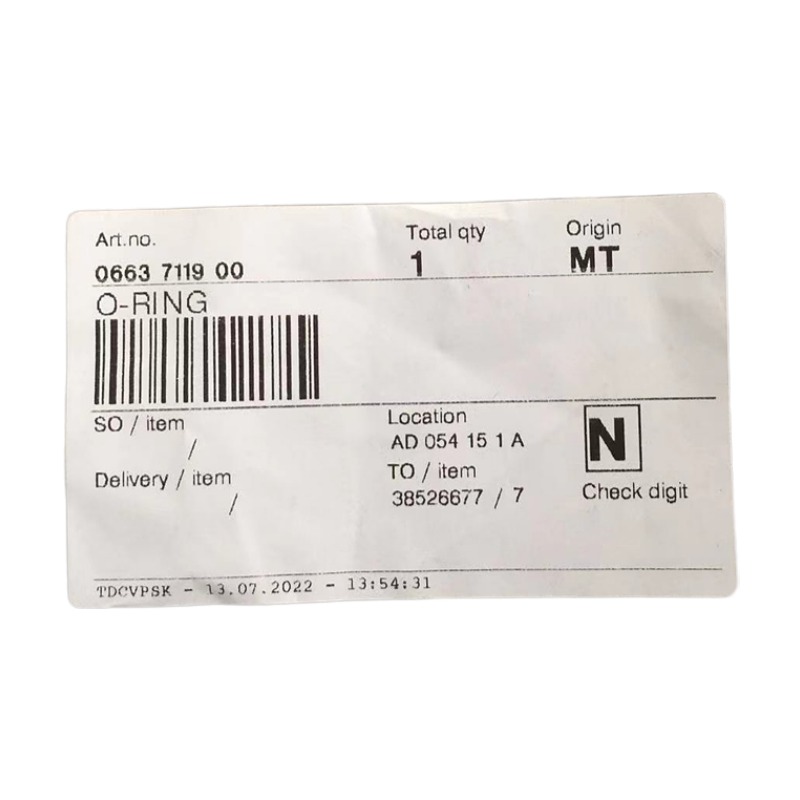 Art.no. Total qty Origin
0663 7119 00 1 MT
O-RING
SO / item Location
/ AD 054 15 1 A N
Delivery / item TO / item
/ 38526677 / 7 Check digit
TDCVPSK - 13.07.2022 - 13:54:31